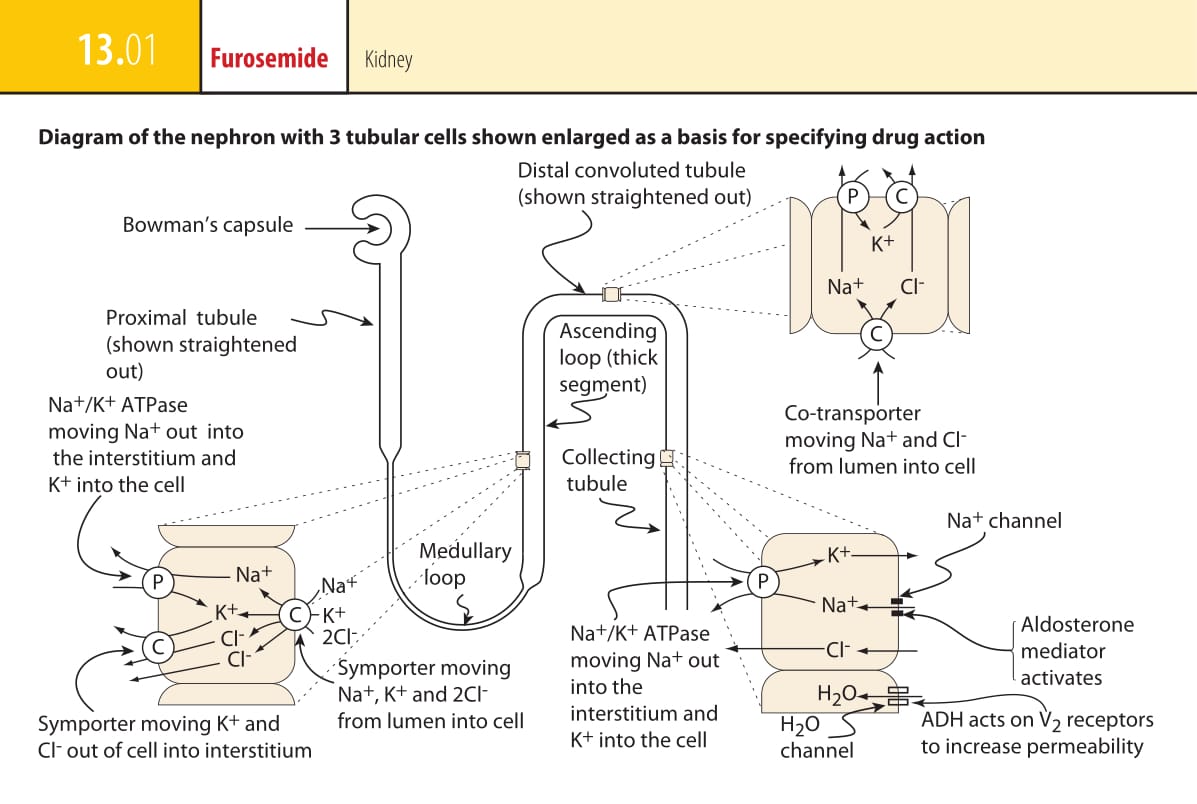 13.01
Furosemide
Kidney
Diagram of the nephron with 3 tubular cells shown enlarged as a basis for specifying drug action
Distal convoluted tubule
(shown straightened out)
Bowman's capsule
Proximal tubule
(shown straightened
out)
Na+/K+ ATPase
moving Na+ out into
the interstitium and
K+ into the cell
Ascending
loop (thick
segment)
Collecting
tubule
Medullary
loop
P
C
K+
Na+
Cl-
C
Co-transporter
moving Na+ and Cl-
from lumen into cell
P
Na+
K+
Cl-
Cl-
C
C
Na+
K+
2Cl-
Symporter moving
Na+, K+ and 2Cl-
from lumen into cell
Symporter moving K+ and
Cl- out of cell into interstitium
Na+/K+ ATPase
moving Na+ out
into the
interstitium and
K+ into the cell
Na+ channel
P
K+
Na+
Cl-
H2O
Aldosterone
mediator
activates
H2O
channel
ADH acts on V2 receptors
to increase permeability